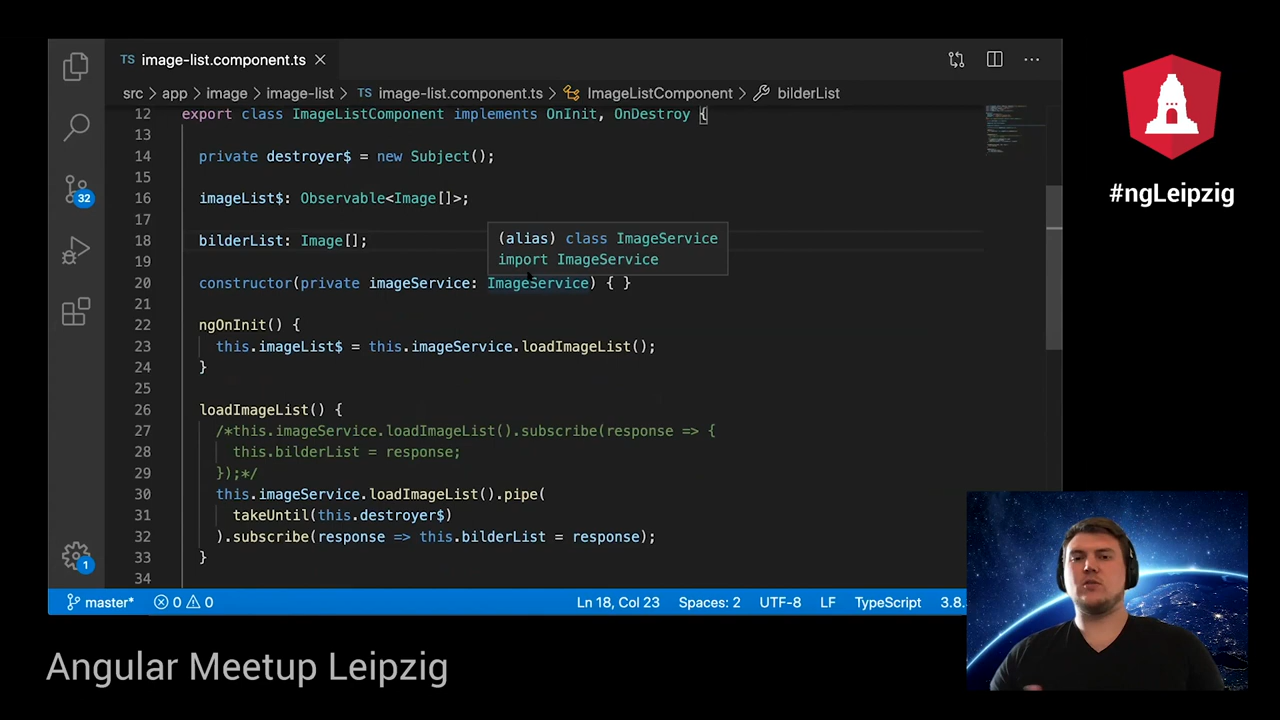 TS image-list.component.ts
src > app > image > image-list > TS image-list.component.ts > ImageListComponent > bilderList
12 export class ImageListComponent implements OnInit, OnDestroy {
13
14 private destroyer$ = new Subject();
15
16 imageList$: Observable<Image[]>;
17
18 bilderList: Image[];
(alias) class ImageService
import ImageService
19
20 constructor(private imageService: ImageService) { }
21
22 ngOnInit() {
23 this.imageList$ = this.imageService.loadImageList();
24 }
25
26 loadImageList() {
27 /*this.imageService.loadImageList().subscribe(response => {
28 this.bilderList = response;
29 });*/
30 this.imageService.loadImageList().pipe(
31 takeUntil(this.destroyer$)
32 ).subscribe(response => this.bilderList = response);
33 }
34
32
1
master* 0 0 Ln 18, Col 23 Spaces: 2 UTF-8 LF TypeScript 3.8.
#ngLeipzig
Angular Meetup Leipzig